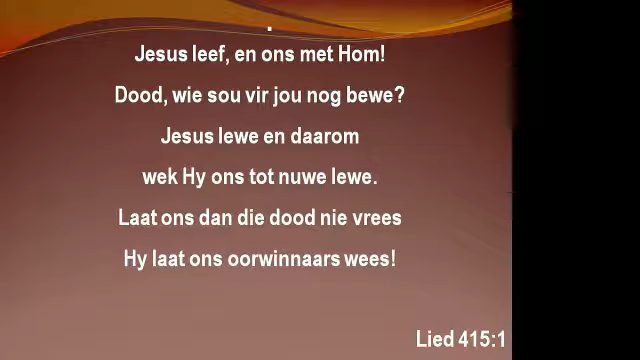 Jesus leef, en ons met Hom!
Dood, wie sou vir jou nog bewe?
Jesus lewe en daarom
wek Hy ons tot nuwe lewe.
Laat ons dan die dood nie vrees
Hy laat ons oorwinnaars wees!
Lied 415:1